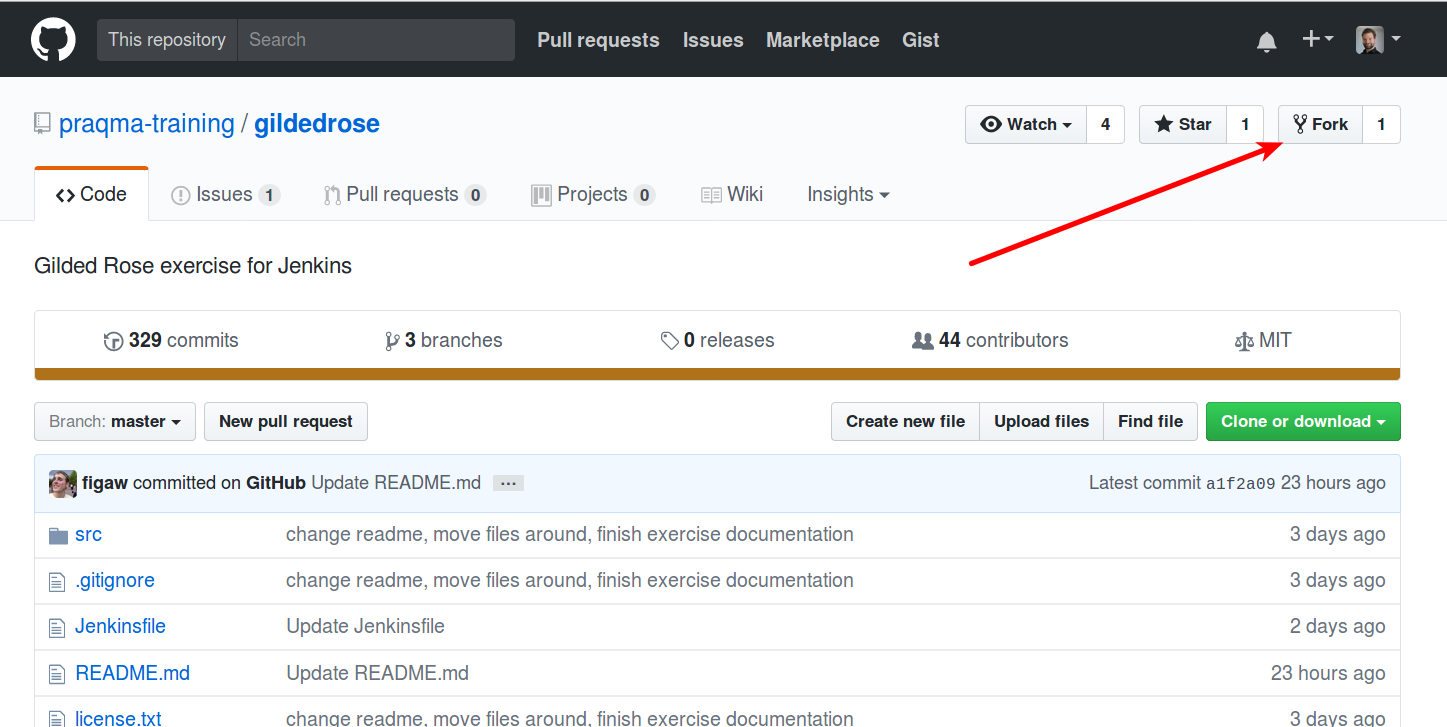 This repository Search Pull requests Issues Marketplace Gist
praqma-training / gildedrose Watch 4 Star 1 Fork 1
Code Issues 1 Pull requests 0 Projects 0 Wiki Insights
Gilded Rose exercise for Jenkins
329 commits 3 branches 0 releases 44 contributors MIT
Branch: master New pull request Create new file Upload files Find file Clone or download
figaw committed on GitHub Update README.md ... Latest commit a1f2a09 23 hours ago
src change readme, move files around, finish exercise documentation 3 days ago
.gitignore change readme, move files around, finish exercise documentation 3 days ago
Jenkinsfile Update Jenkinsfile 2 days ago
README.md Update README.md 23 hours ago
license.txt change readme, move files around, finish exercise documentation 3 days ago